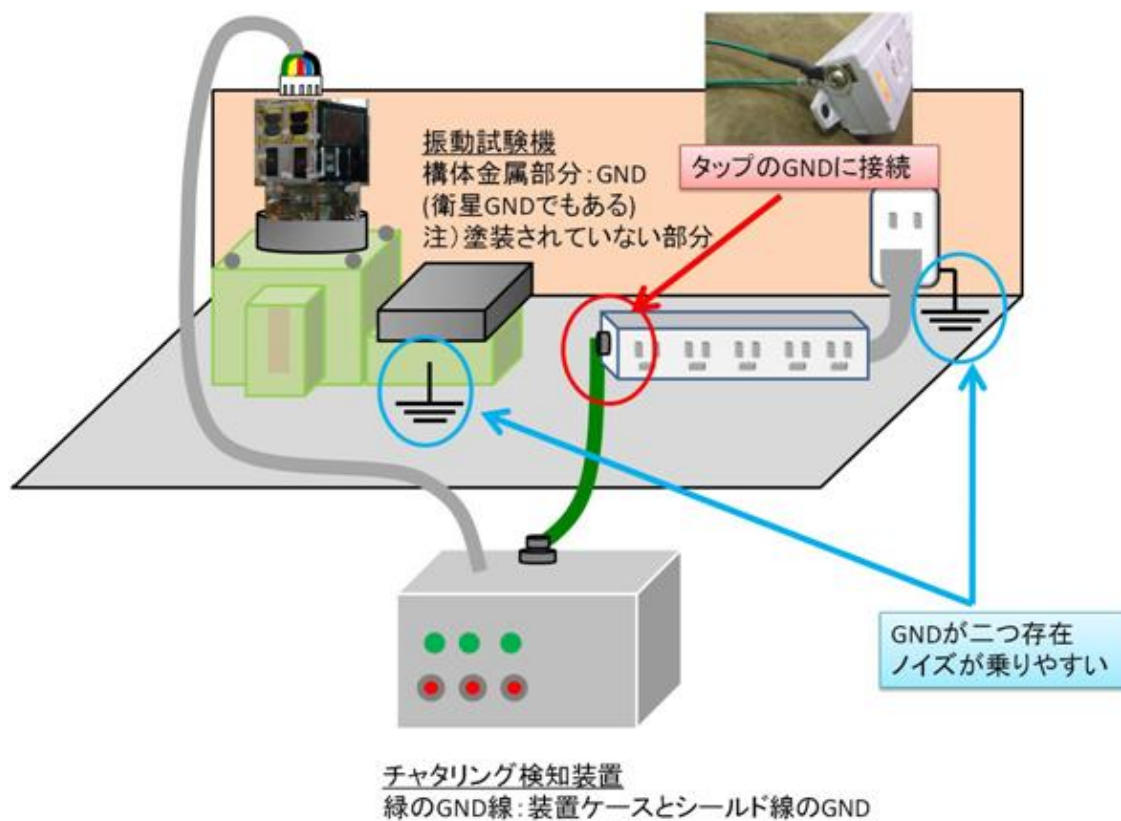 振動試験機
構体金属部分:GND
(衛星GNDでもある)
注）塗装されていない部分
タップのGNDに接続
GNDが二つ存在
ノイズが乗りやすい
チャタリング検知装置
緑のGND線:装置ケースとシールド線のGND